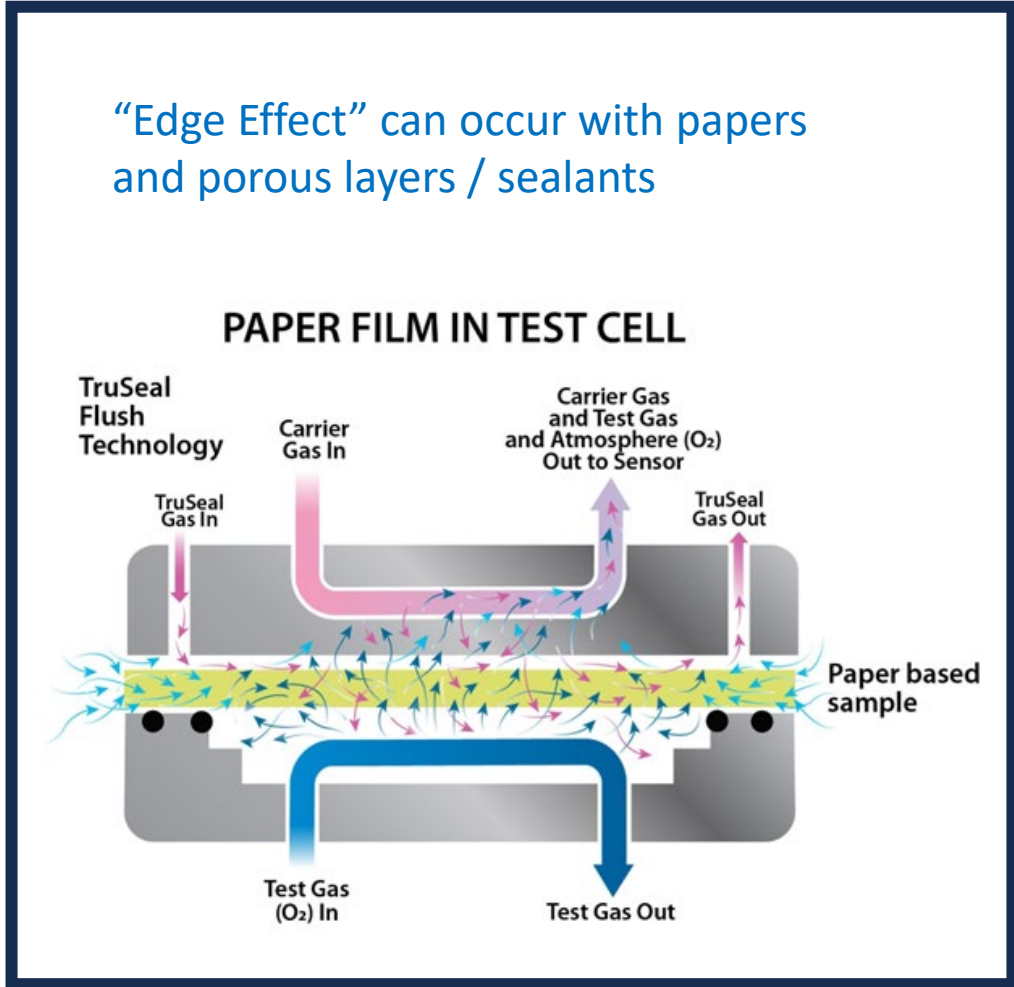 “Edge Effect” can occur with papers
and porous layers / sealants
PAPER FILM IN TEST CELL
TruSeal
Flush
Technology
Carrier
Gas In
Carrier Gas
and Test Gas
and Atmosphere (O₂)
Out to Sensor
TruSeal
Gas In
TruSeal
Gas Out
Paper based
sample
Test Gas
(O₂) In
Test Gas Out